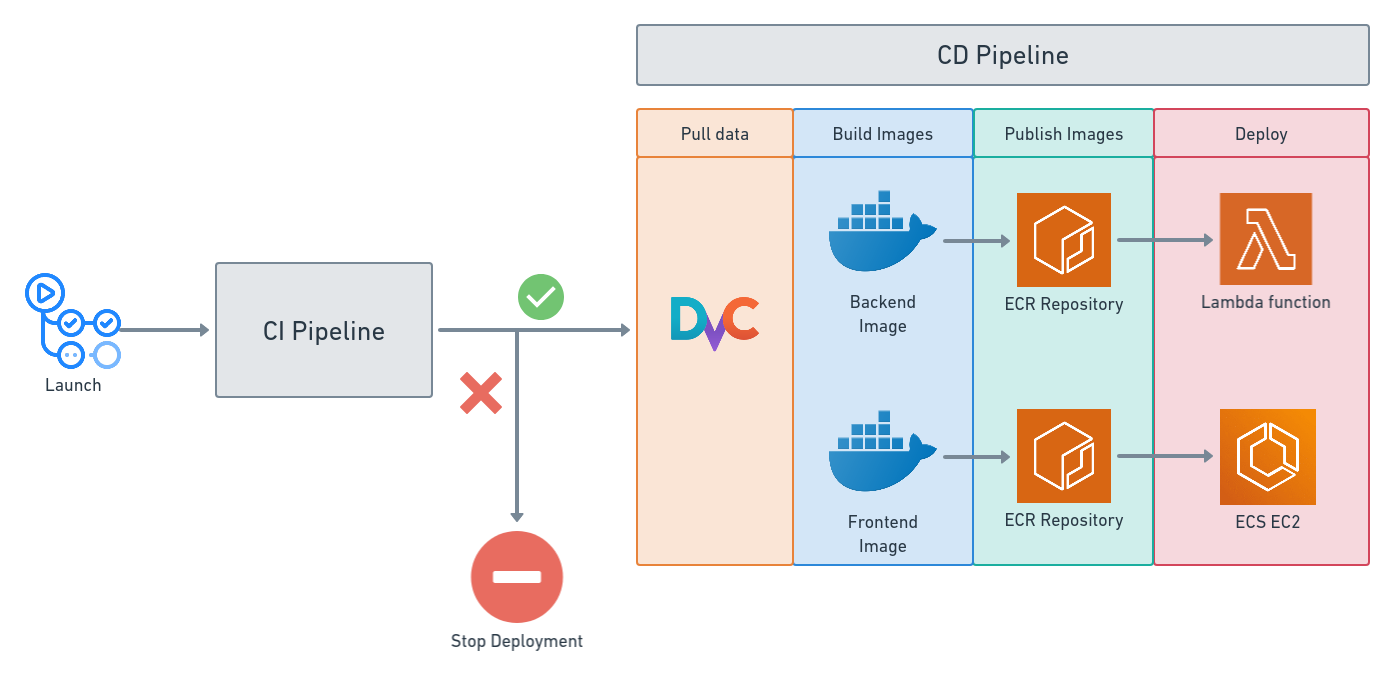 CD Pipeline
Pull data
Build Images
Publish Images
Deploy
CI Pipeline
Launch
DVC
Backend
Image
ECR Repository
Lambda function
Frontend
Image
ECR Repository
ECS EC2
Stop Deployment